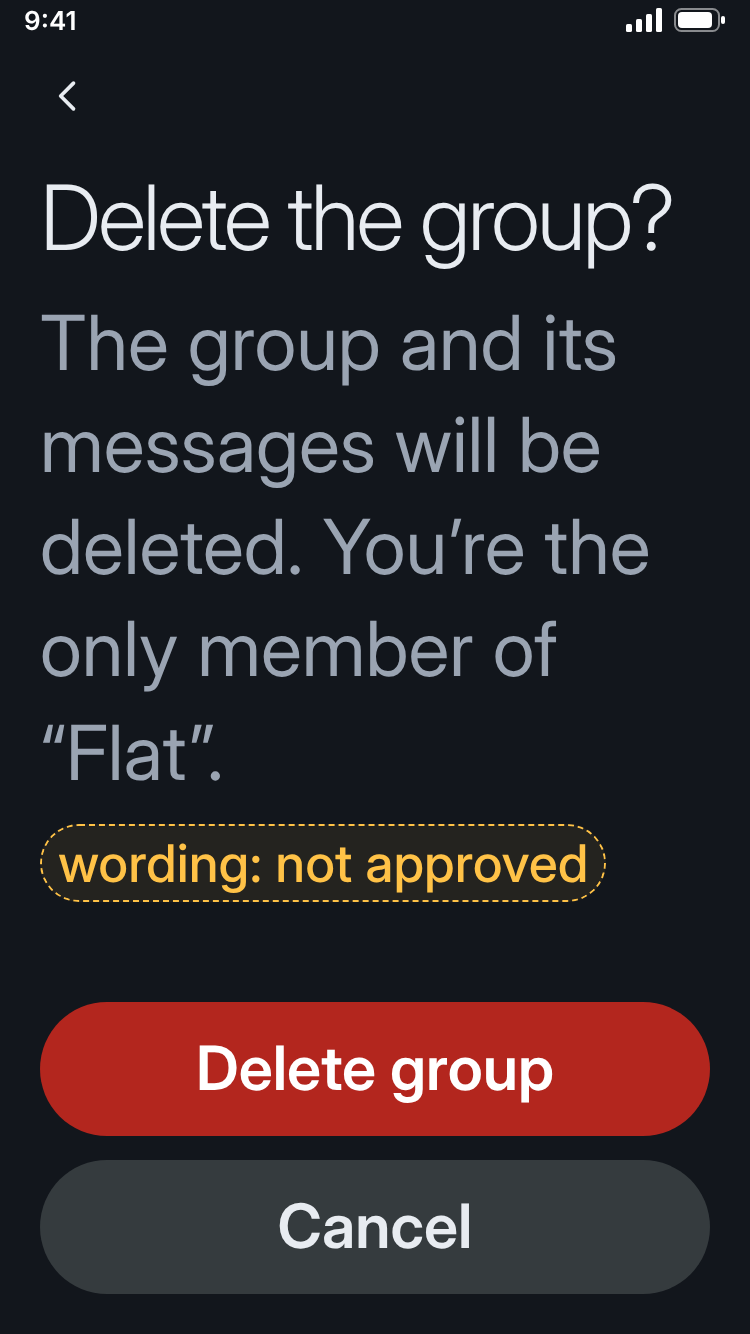 9:41
Delete the group?
The group and its
messages will be
deleted. You’re the
only member of
“Flat”.
wording: not approved
Delete group
Cancel